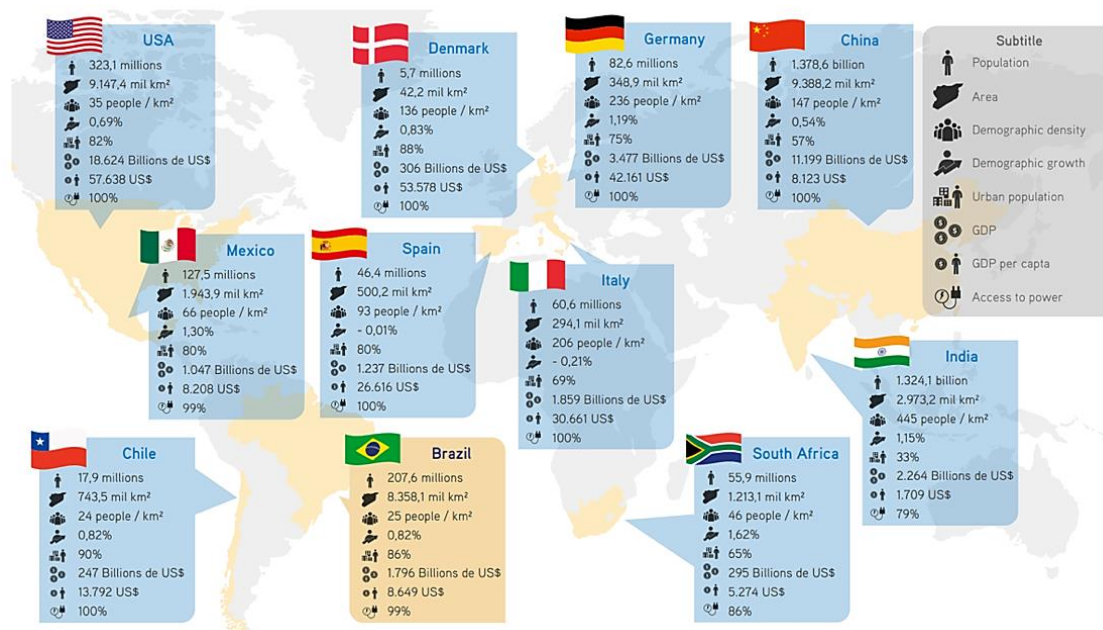 USA
323,1 millions
9.147,4 mil km²
35 people / km²
0,69%
82%
18.624 Billions de US$
57.638 US$
100%
Denmark
5,7 millions
42,2 mil km²
136 people / km²
0,83%
88%
306 Billions de US$
53.578 US$
100%
Germany
82,6 millions
348,9 mil km²
236 people / km²
1,19%
75%
3.477 Billions de US$
42.161 US$
100%
China
1.378,6 billion
9.388,2 mil km²
147 people / km²
0,54%
57%
11.199 Billions de US$
8.123 US$
100%
Subtitle
Population
Area
Demographic density
Demographic growth
Urban population
GDP
GDP per capta
Access to power
Mexico
127,5 millions
1.943,9 mil km²
66 people / km²
1,30%
80%
1.047 Billions de US$
8.208 US$
99%
Spain
46,4 millions
500,2 mil km²
93 people / km²
- 0,01%
80%
1.237 Billions de US$
26.616 US$
100%
Italy
60,6 millions
294,1 mil km²
206 people / km²
- 0,21%
69%
1.859 Billions de US$
30.661 US$
100%
India
1.324,1 billion
2.973,2 mil km²
445 people / km²
1,15%
33%
2.264 Billions de US$
1.709 US$
79%
Chile
17,9 millions
743,5 mil km²
24 people / km²
0,82%
90%
247 Billions de US$
13.792 US$
100%
Brazil
207,6 millions
8.358,1 mil km²
25 people / km²
0,82%
86%
1.796 Billions de US$
8.649 US$
99%
South Africa
55,9 millions
1.213,1 mil km²
46 people / km²
1,62%
65%
295 Billions de US$
5.274 US$
86%